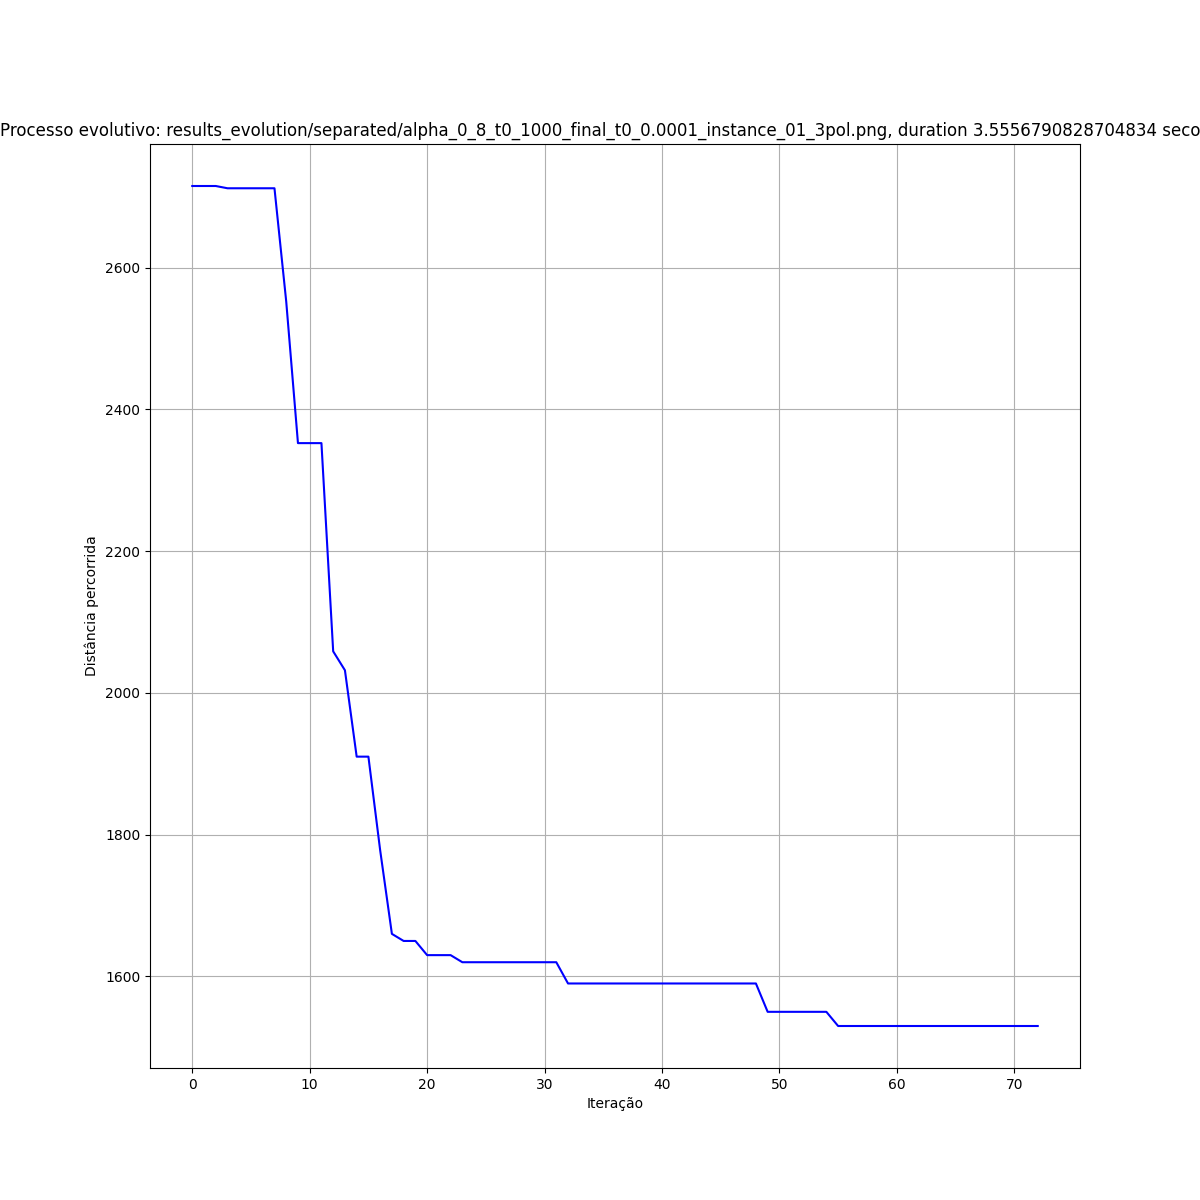 Processo evolutivo: results_evolution/separated/alpha_0_8_t0_1000_final_t0_0.0001_instance_01_3pol.png, duration 3.5556790828704834 seco
2600
2400
2200
2000
1800
1600
Distância percorrida
0 10 20 30 40 50 60 70
Iteração